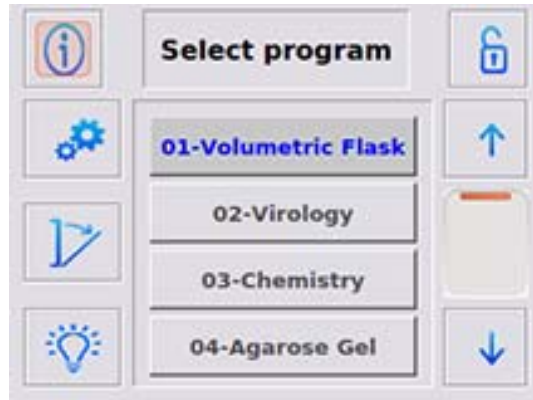 Select program
01-Volumetric Flask
02-Virology
03-Chemistry
04-Agarose Gel